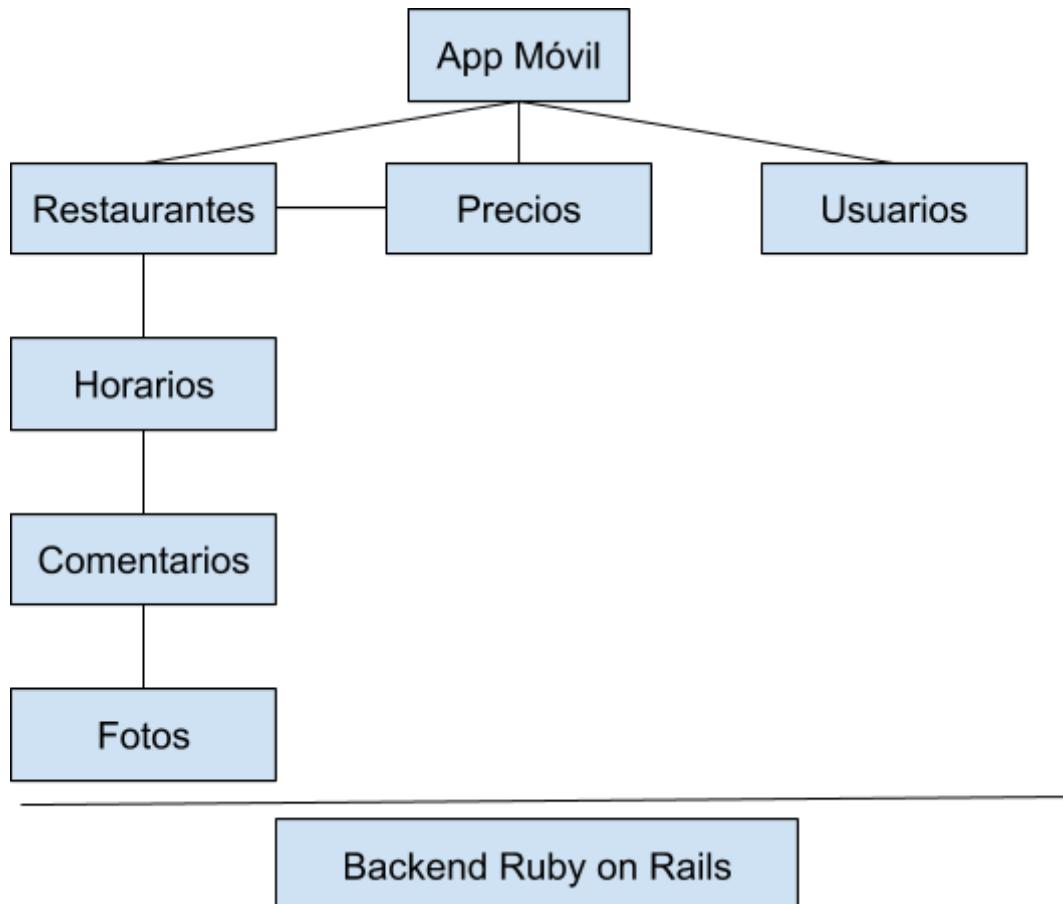 App Móvil
Restaurantes
Precios
Usuarios
Horarios
Comentarios
Fotos
Backend Ruby on Rails